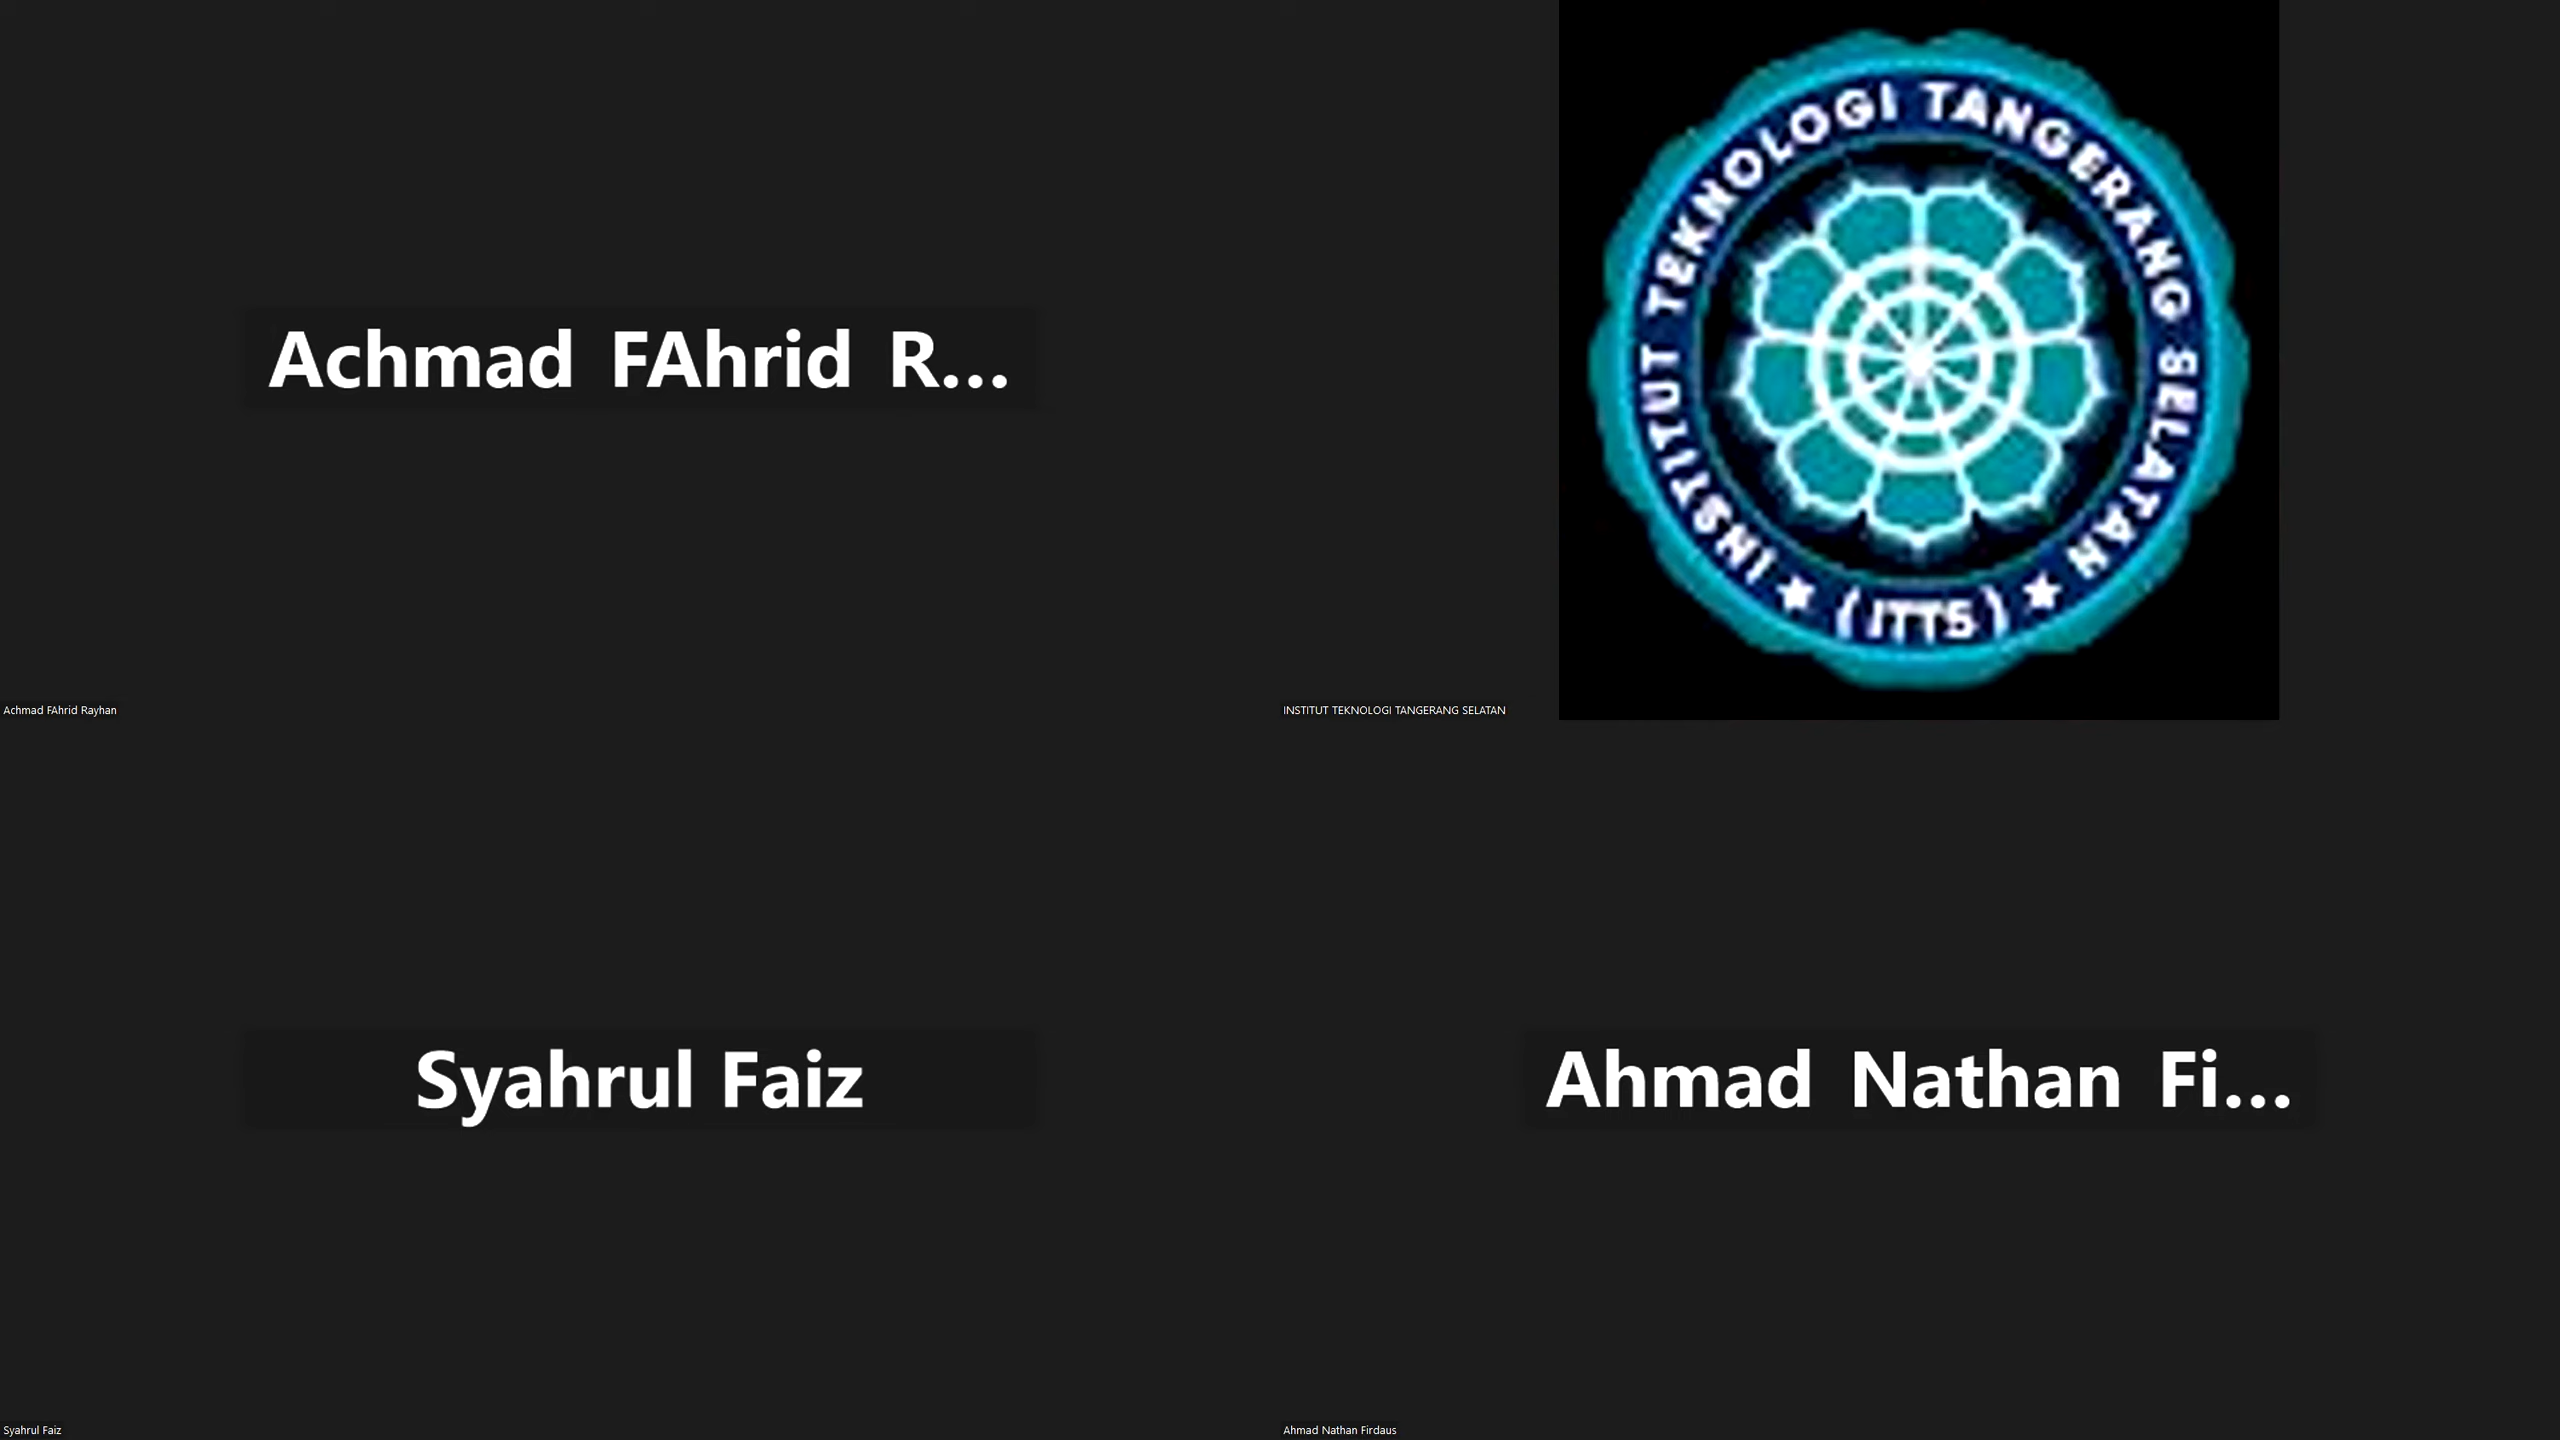 Achmad FAhrid R...
INSTITUT TEKNOLOGI TANGERANG SELATAN
(ITTS)
Achmad FAhrid Rayhan
INSTITUT TEKNOLOGI TANGERANG SELATAN
Syahrul Faiz
Ahmad Nathan Fi...
Syahrul Faiz
Ahmad Nathan Firdaus